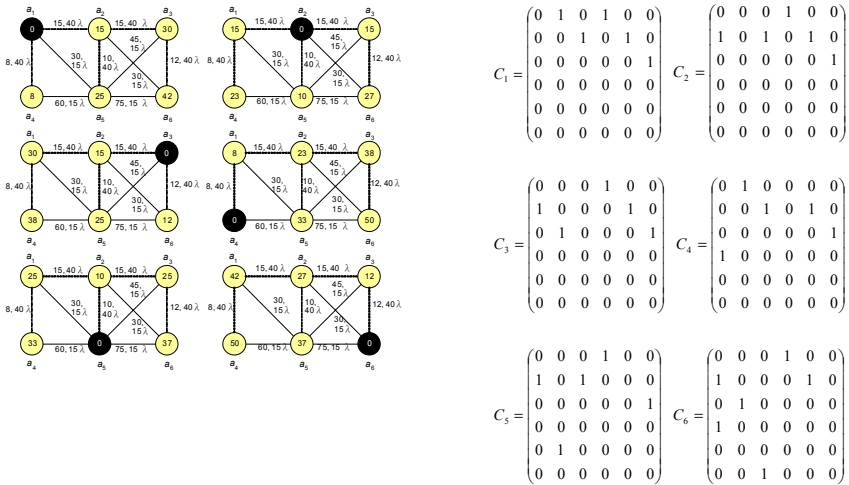 a₁ a₂ a₃
0 15,40 λ 15 15,40 λ 30
8,40 λ 30, 15 λ 10, 40 λ 45, 15 λ 30, 15 λ 12,40 λ
8 60,15 λ 25 75,15 λ 42
a₄ a₅ a₆
a₁ a₂ a₃
15 15,40 λ 0 15,40 λ 15
8,40 λ 30, 15 λ 10, 40 λ 45, 15 λ 30, 15 λ 12,40 λ
23 60,15 λ 10 75,15 λ 27
a₄ a₅ a₆
a₁ a₂ a₃
30 15,40 λ 15 15,40 λ 0
8,40 λ 30, 15 λ 10, 40 λ 45, 15 λ 30, 15 λ 12,40 λ
38 60,15 λ 25 75,15 λ 12
a₄ a₅ a₆
a₁ a₂ a₃
8 15,40 λ 23 15,40 λ 38
8,40 λ 30, 15 λ 10, 40 λ 45, 15 λ 30, 15 λ 12,40 λ
0 60,15 λ 33 75,15 λ 50
a₄ a₅ a₆
a₁ a₂ a₃
25 15,40 λ 10 15,40 λ 25
8,40 λ 30, 15 λ 10, 40 λ 45, 15 λ 30, 15 λ 12,40 λ
33 60,15 λ 0 75,15 λ 37
a₄ a₅ a₆
a₁ a₂ a₃
42 15,40 λ 27 15,40 λ 12
8,40 λ 30, 15 λ 10, 40 λ 45, 15 λ 30, 15 λ 12,40 λ
50 60,15 λ 37 75,15 λ 0
a₄ a₅ a₆
C₁ =
0 1 0 1 0 0
0 0 1 0 1 0
0 0 0 0 0 1
0 0 0 0 0 0
0 0 0 0 0 0
0 0 0 0 0 0
C₂ =
0 0 0 1 0 0
1 0 1 0 1 0
0 0 0 0 0 1
0 0 0 0 0 0
0 0 0 0 0 0
0 0 0 0 0 0
C₃ =
0 0 0 1 0 0
1 0 0 0 1 0
0 1 0 0 0 1
0 0 0 0 0 0
0 0 0 0 0 0
0 0 0 0 0 0
C₄ =
0 1 0 0 0 0
0 0 1 0 1 0
0 0 0 0 0 1
1 0 0 0 0 0
0 0 0 0 0 0
0 0 0 0 0 0
C₅ =
0 0 0 1 0 0
1 0 1 0 0 0
0 0 0 0 0 1
0 0 0 0 0 0
0 1 0 0 0 0
0 0 0 0 0 0
C₆ =
0 0 0 1 0 0
1 0 0 0 1 0
0 1 0 0 0 0
1 0 0 0 0 0
0 0 0 0 0 0
0 0 1 0 0 0